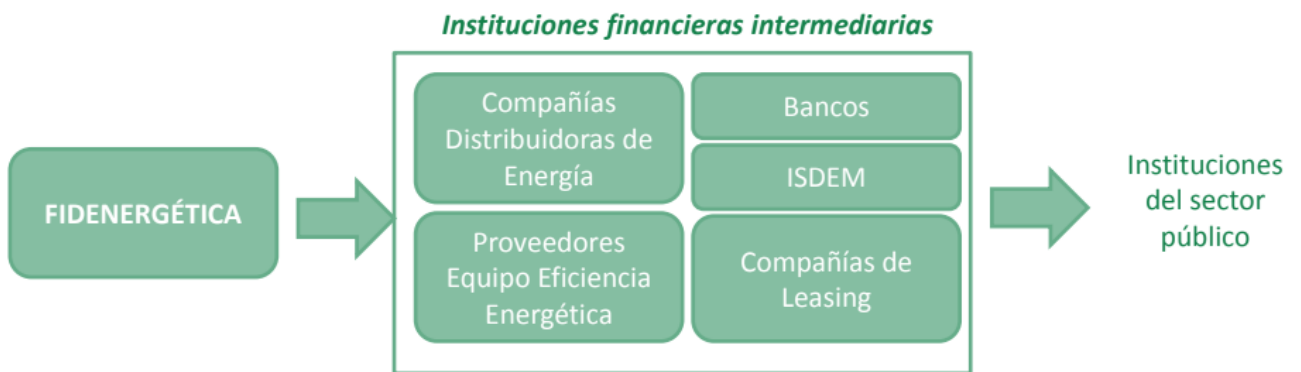 Instituciones financieras intermediarias
FIDENERGÉTICA
Compañías
Distribuidoras de
Energía
Proveedores
Equipo Eficiencia
Energética
Bancos
ISDEM
Compañías de
Leasing
Instituciones
del sector
público